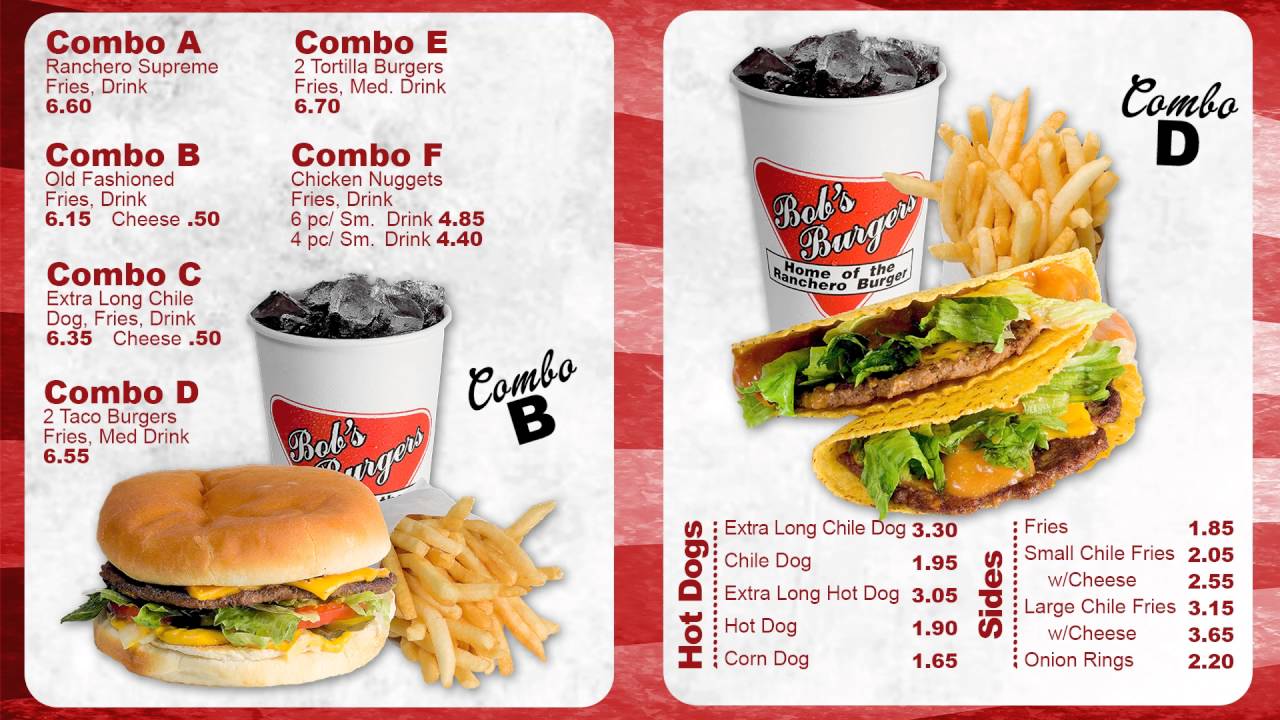 Combo A
Ranchero Supreme
Fries, Drink
6.60
Combo B
Old Fashioned
Fries, Drink
6.15 Cheese .50
Combo C
Extra Long Chile
Dog, Fries, Drink
6.35 Cheese .50
Combo D
2 Taco Burgers
Fries, Med Drink
6.55
Combo E
2 Tortilla Burgers
Fries, Med. Drink
6.70
Combo F
Chicken Nuggets
Fries, Drink
6 pc/ Sm. Drink 4.85
4 pc/ Sm. Drink 4.40
Combo
B
Bob's
Burgers
Combo
D
Bob's
Burgers
Home of the
Ranchero Burger
Hot Dogs
Extra Long Chile Dog 3.30
Chile Dog 1.95
Extra Long Hot Dog 3.05
Hot Dog 1.90
Corn Dog 1.65
Sides
Fries 1.85
Small Chile Fries 2.05
w/Cheese 2.55
Large Chile Fries 3.15
w/Cheese 3.65
Onion Rings 2.20